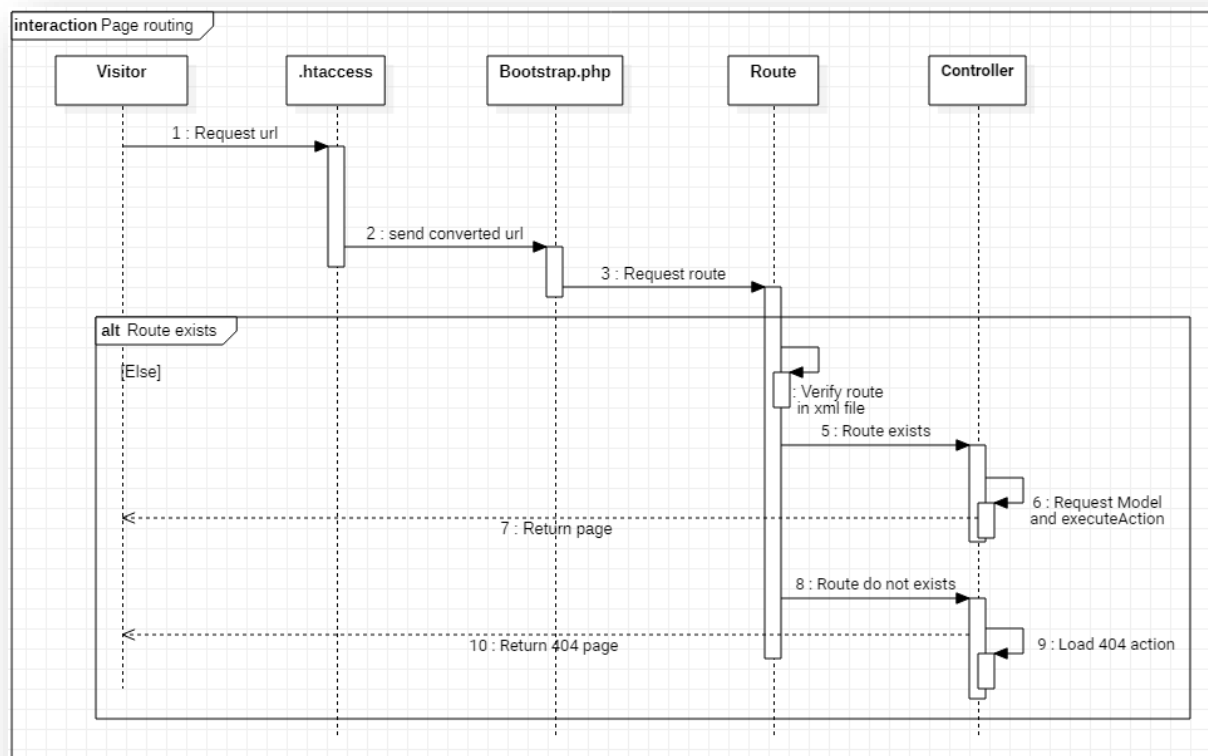 interaction Page routing
Visitor
.htaccess
Bootstrap.php
Route
Controller
1 : Request url
2 : send converted url
3 : Request route
alt Route exists
[Else]
: Verify route
in xml file
5 : Route exists
6 : Request Model
and executeAction
7 : Return page
8 : Route do not exists
9 : Load 404 action
10 : Return 404 page